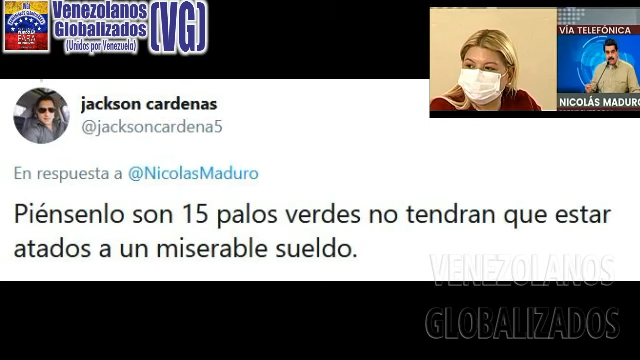 Venezolanos
Globalizados
(Unidos por Venezuela)
(VG)
VÍA TELEFÓNICA
NICOLÁS MADURO
jackson cardenas
@jacksoncardena5
En respuesta a @NicolasMaduro
Piénsenlo son 15 palos verdes no tendran que estar
atados a un miserable sueldo.
VENEZOLANOS
GLOBALIZADOS